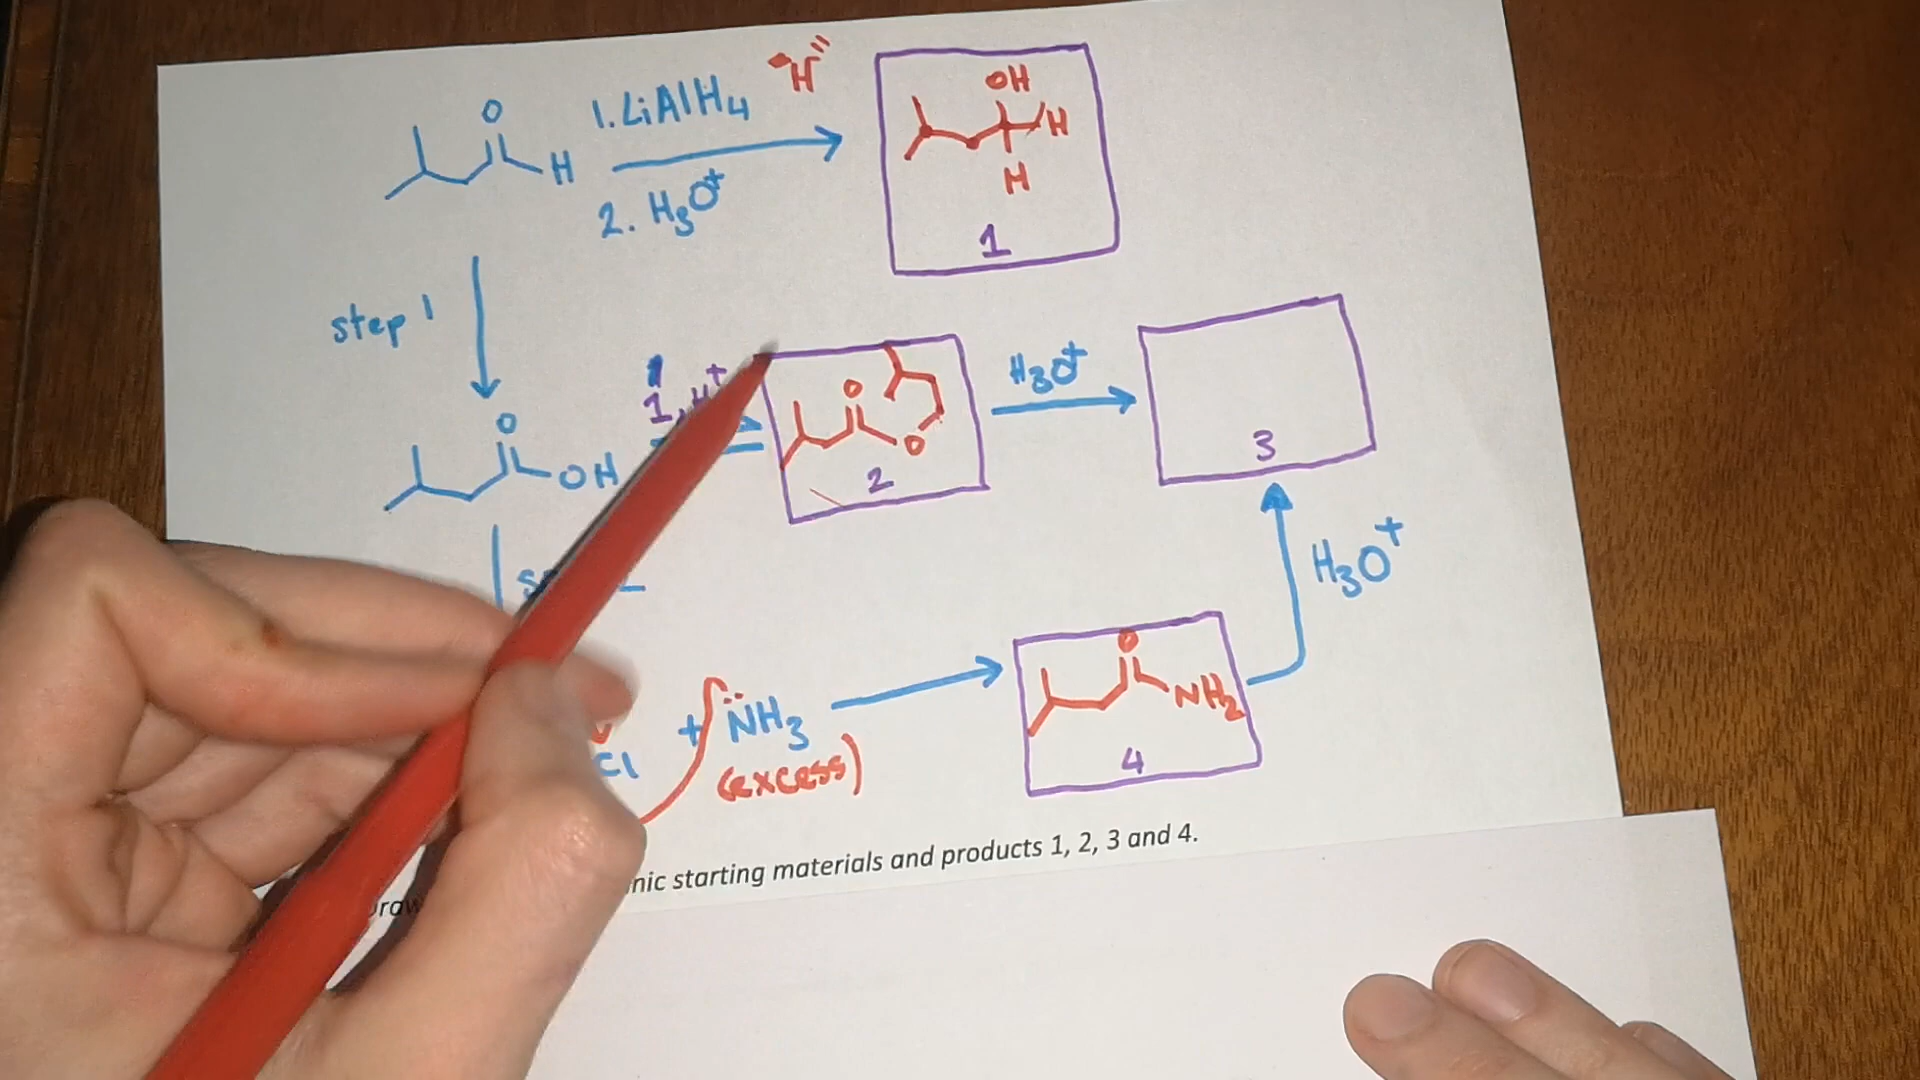 O
H
1. LiAlH4
2. H3O+
•H"
OH
H
H
1
step 1
O
OH
1, H+
O
O
2
H3O+
3
H3O+
Cl
+ NH3
(excess)
O
NH2
4
nic starting materials and products 1, 2, 3 and 4.